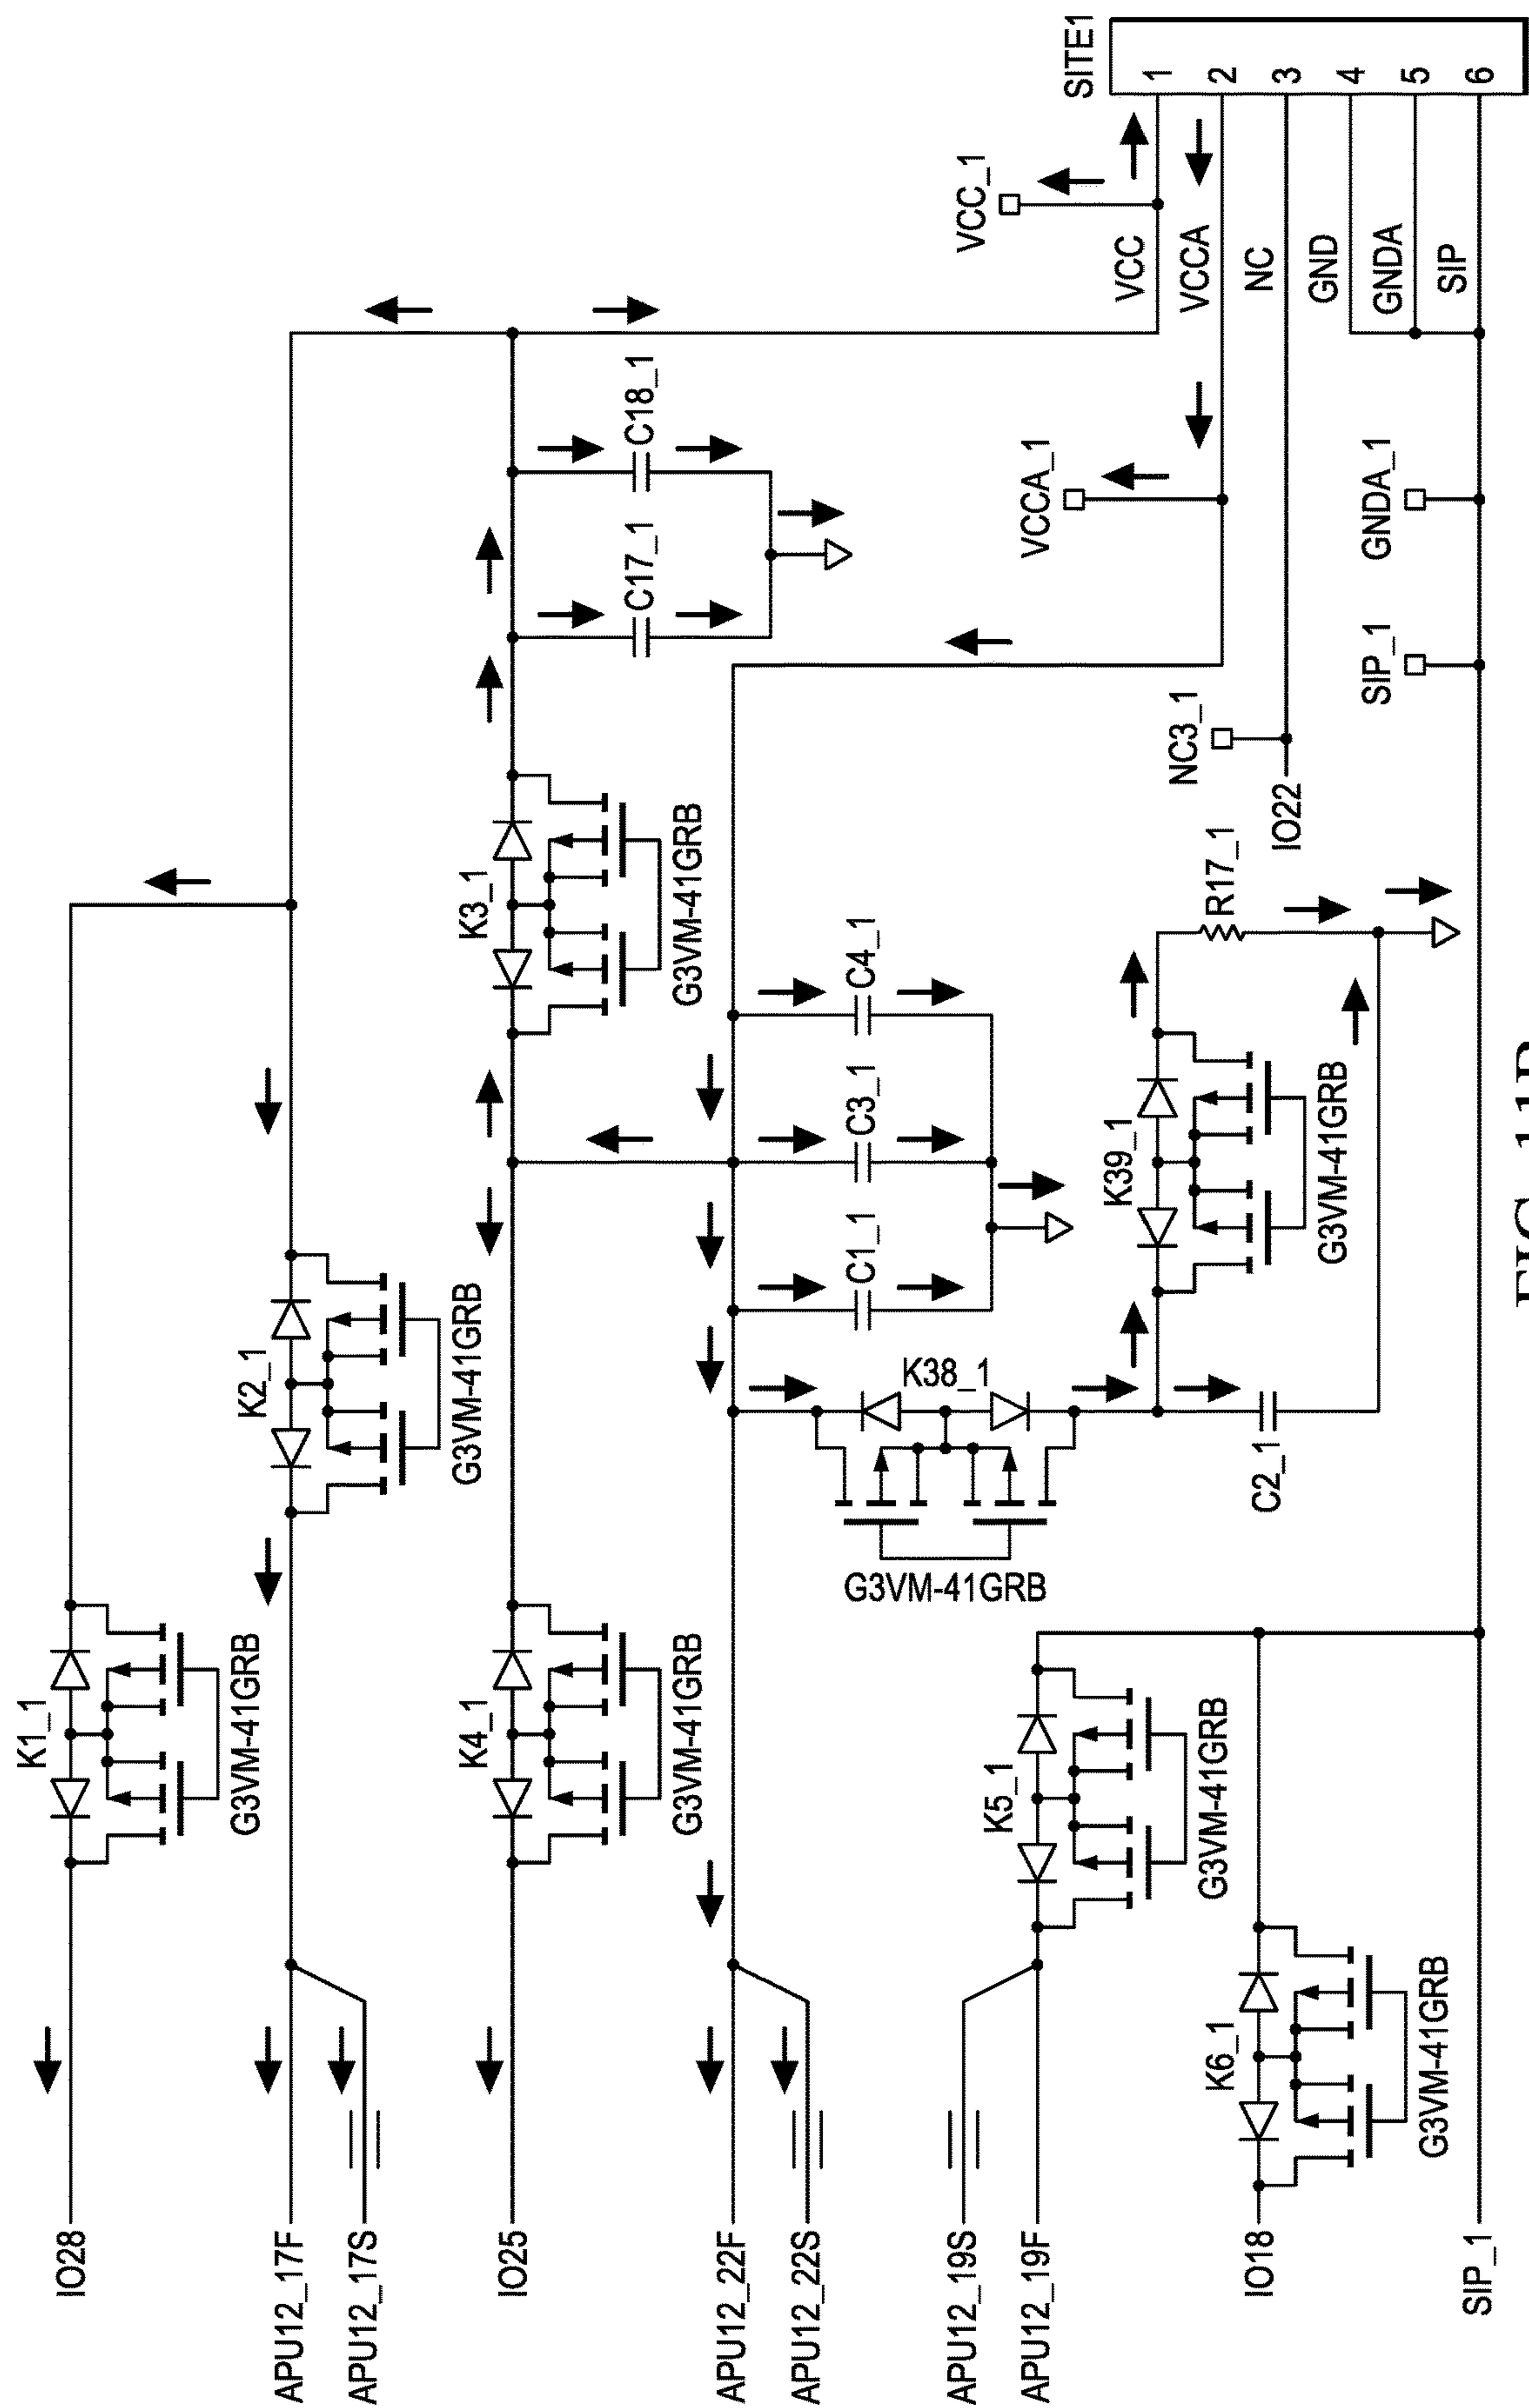 IO28
K1_1
G3VM-41GRB
APU12_17F
APU12_17S
K2_1
G3VM-41GRB
IO25
K4_1
G3VM-41GRB
K3_1
G3VM-41GRB
C17_1
C18_1
APU12_22F
APU12_22S
K38_1
G3VM-41GRB
C1_1
C3_1
C4_1
VCCA_1
VCC_1
SITE1
APU12_19S
APU12_19F
K5_1
G3VM-41GRB
C2_1
K39_1
G3VM-41GRB
R17_1
NC3_1
IO22
VCC
1
VCCA
2
NC
3
GND
4
GNDA
5
SIP
6
IO18
K6_1
G3VM-41GRB
SIP_1
GNDA_1
SIP_1